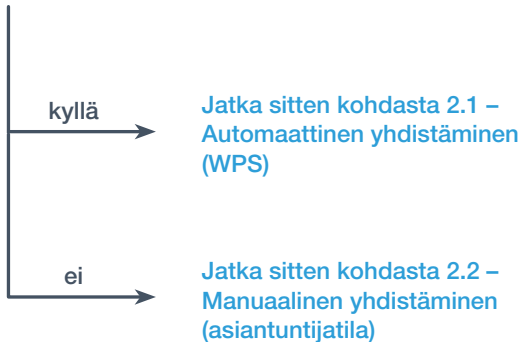 kyllä
Jatka sitten kohdasta 2.1 –
Automaattinen yhdistäminen
(WPS)
ei
Jatka sitten kohdasta 2.2 –
Manuaalinen yhdistäminen
(asiantuntijatila)